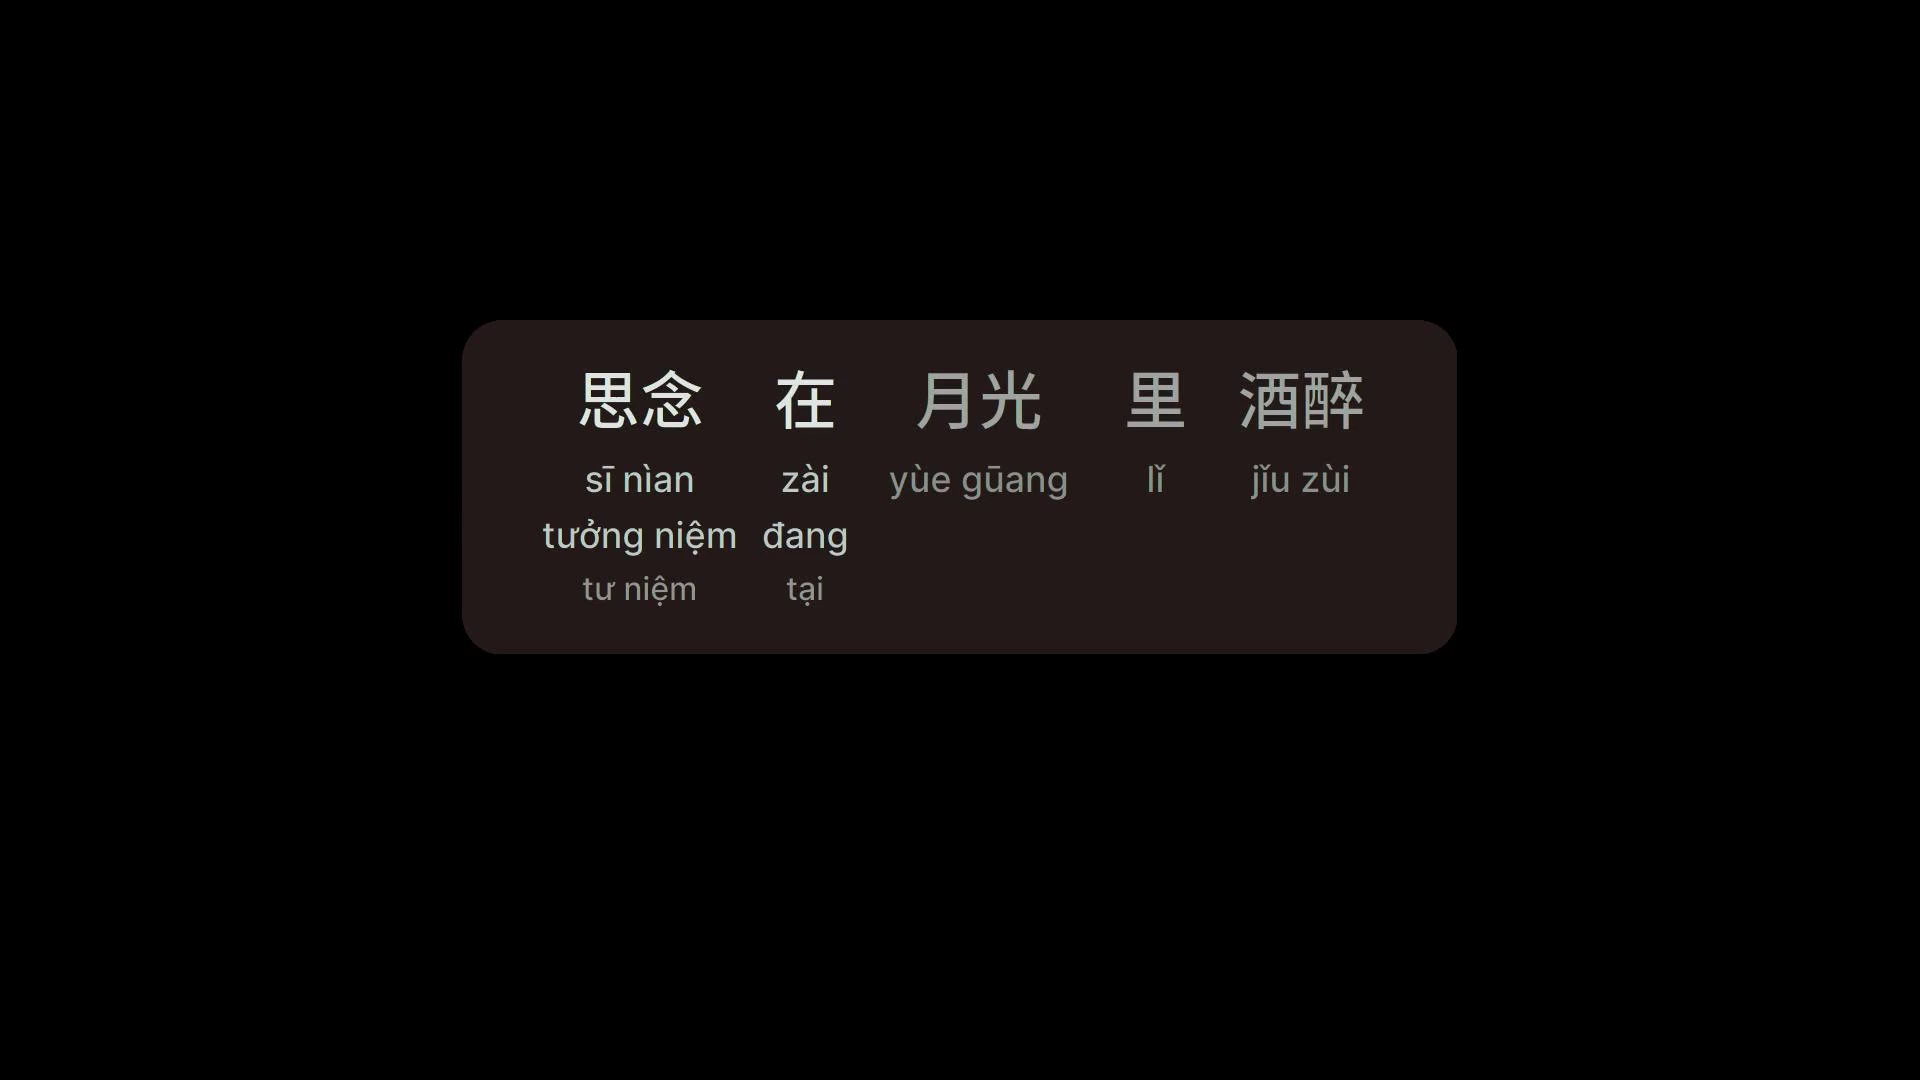 思念 在 月光 里 酒醉
sī nìan zài yùe gūang lǐ jǐu zùi
tưởng niệm đang
tư niệm tại